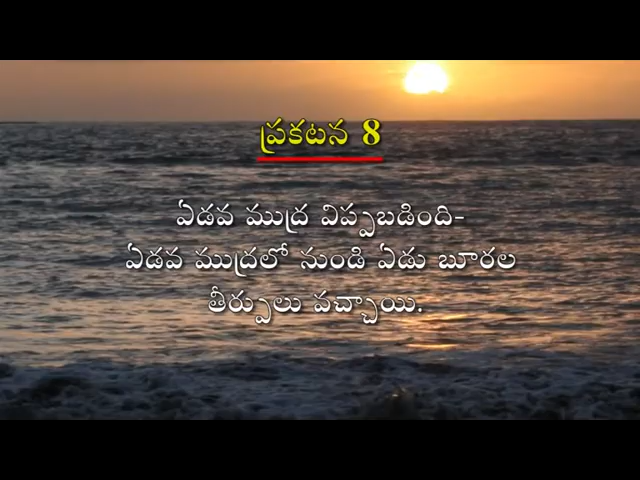 ప్రకటన 8
ఏడవ ముద్ర విప్పబడింది-
ఏడవ ముద్రలో నుండి ఏడు బూరల
తీర్పులు వచ్చాయి.